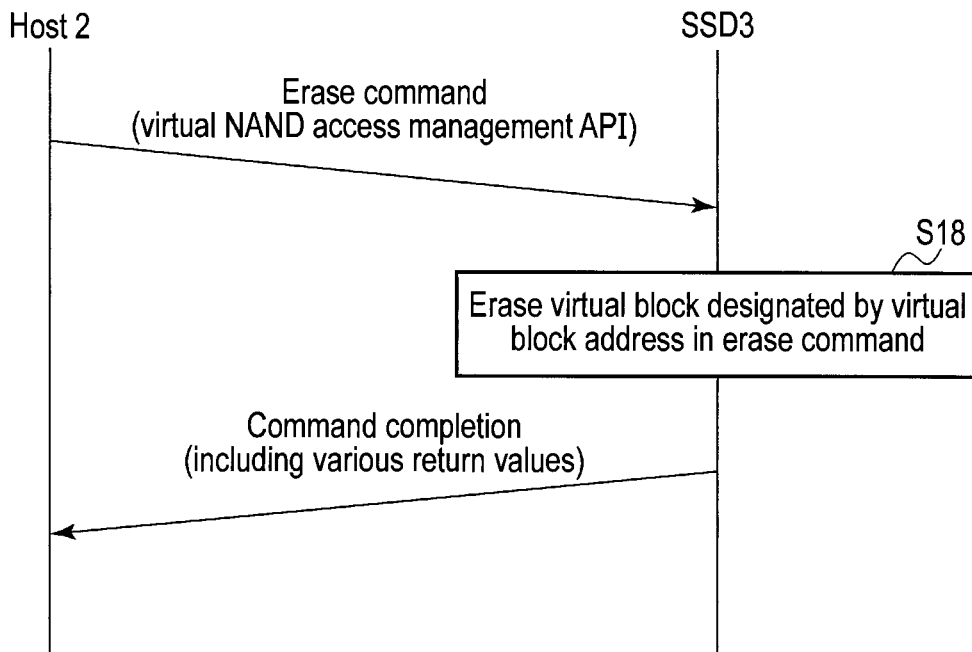 Host 2
SSD3
Erase command
(virtual NAND access management API)
S18
Erase virtual block designated by virtual
block address in erase command
Command completion
(including various return values)